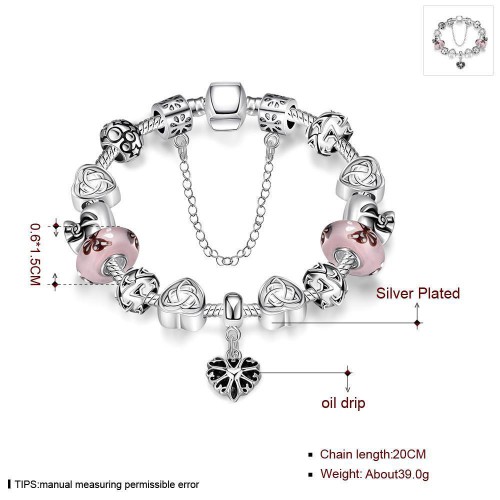 0.6*1.5CM
Silver Plated
oil drip
Chain length:20CM
Weight: About39.0g
TIPS:manual measuring permissible error